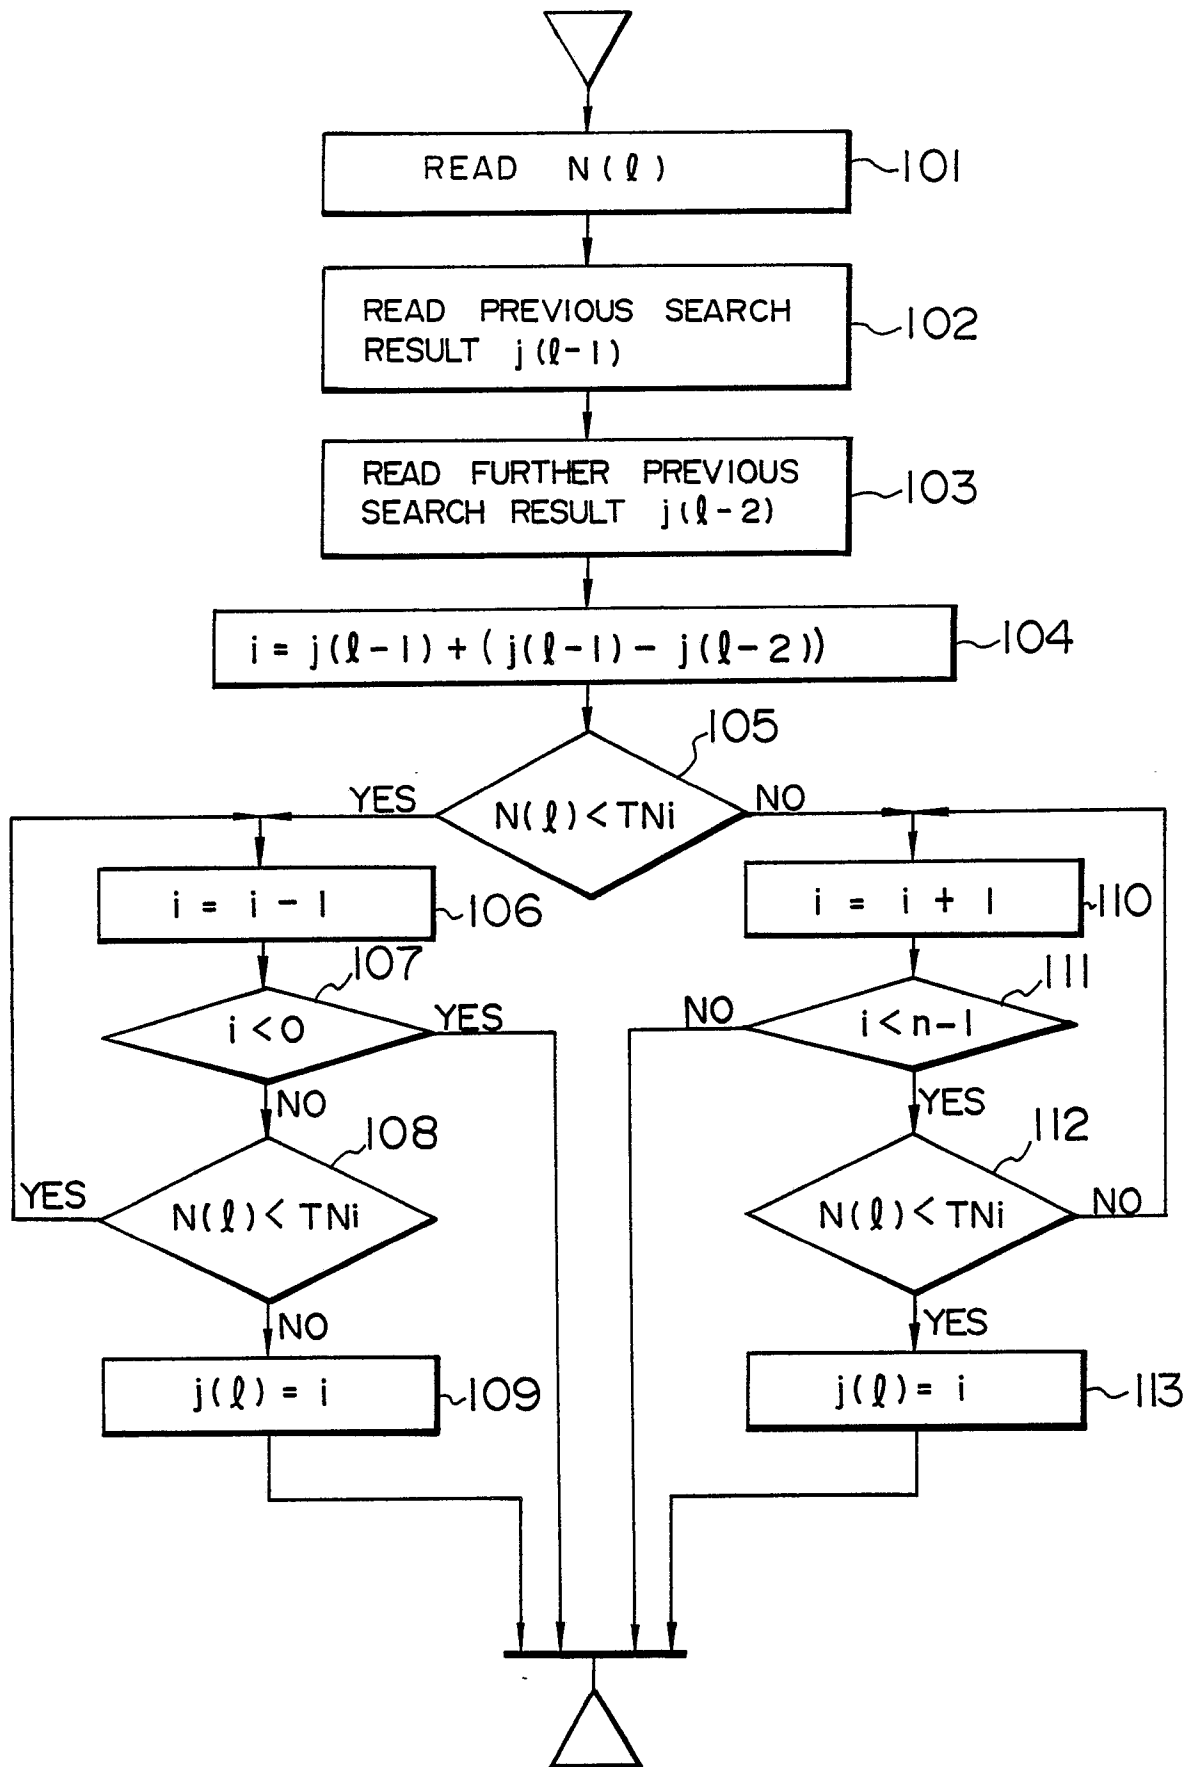 READ N(ℓ)
101
READ PREVIOUS SEARCH
RESULT j(ℓ-1)
102
READ FURTHER PREVIOUS
SEARCH RESULT j(ℓ-2)
103
i = j(ℓ-1) + (j(ℓ-1) - j(ℓ-2))
104
105
N(ℓ) < TNi
YES
NO
i = i - 1
106
i = i + 1
110
107
i < 0
YES
NO
111
i < n-1
NO
YES
108
N(ℓ) < TNi
YES
NO
112
N(ℓ) < TNi
NO
YES
j(ℓ) = i
109
j(ℓ) = i
113